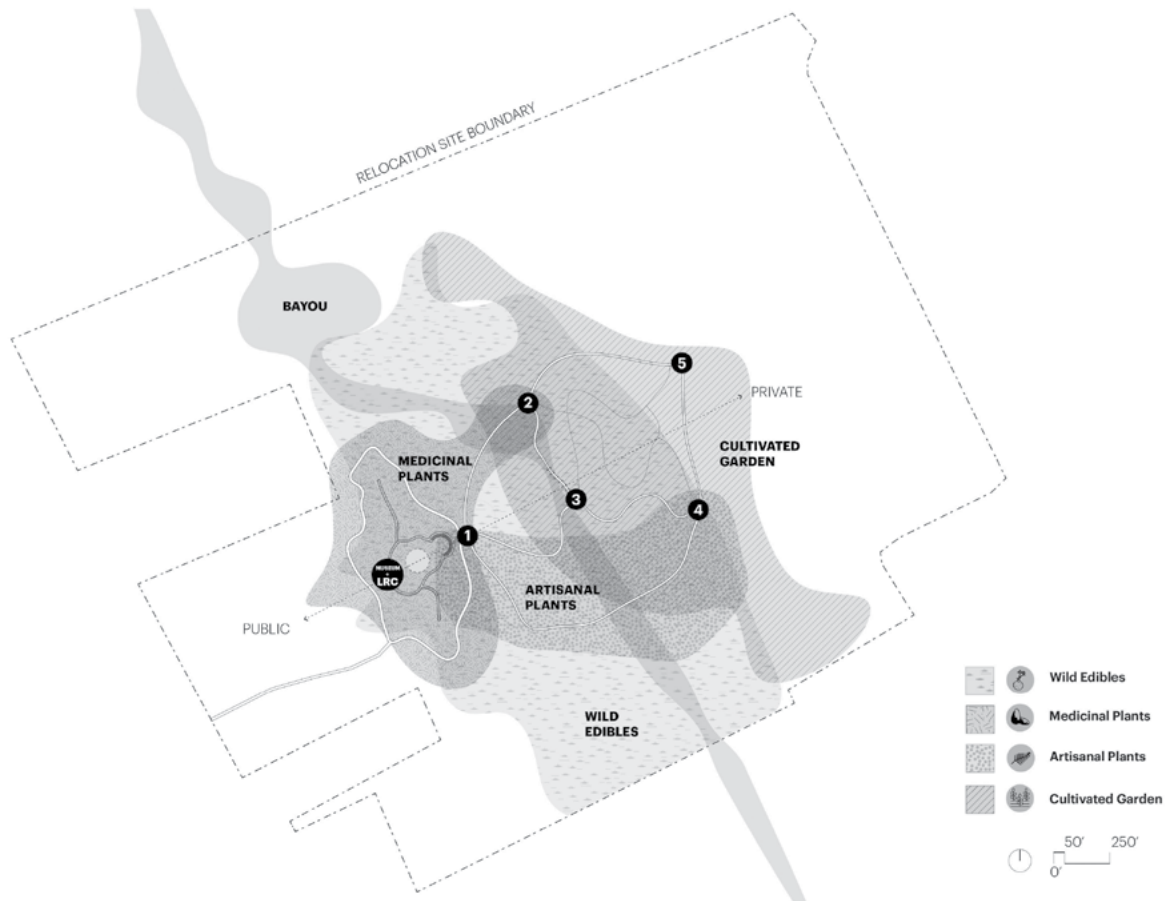 RELOCATION SITE BOUNDARY
BAYOU
5
2
PRIVATE
CULTIVATED
GARDEN
MEDICINAL
PLANTS
3
4
1
MUSEUM
+
LRC
ARTISANAL
PLANTS
PUBLIC
WILD
EDIBLES
Wild Edibles
Medicinal Plants
Artisanal Plants
Cultivated Garden
50' 250'
0'